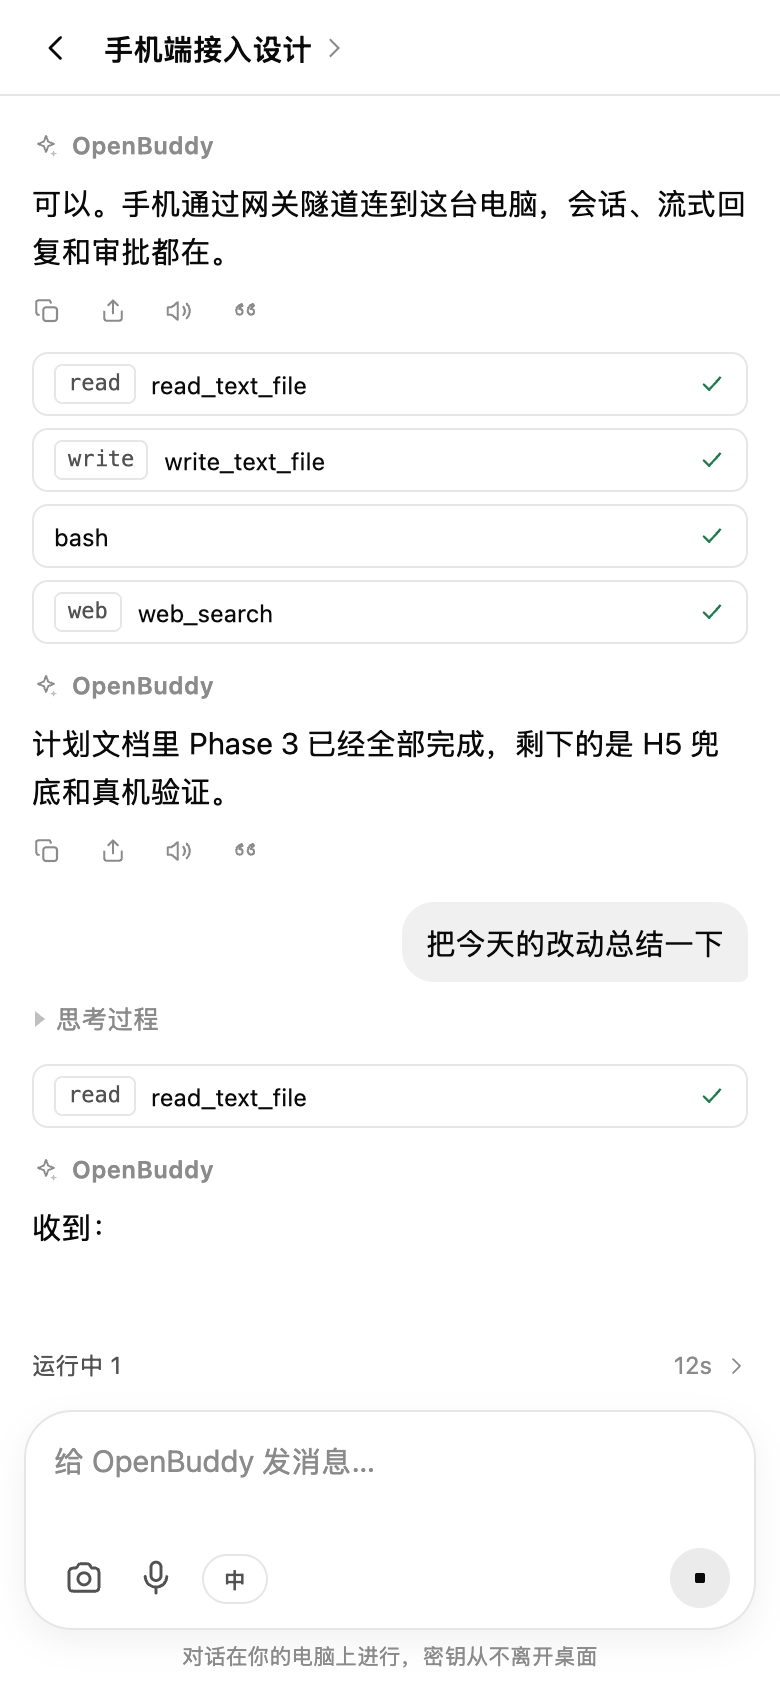 手机端接入设计
OpenBuddy
可以。手机通过网关隧道连到这台电脑，会话、流式回
复和审批都在。
read read_text_file
write write_text_file
bash
web web_search
OpenBuddy
计划文档里 Phase 3 已经全部完成，剩下的是 H5 兜
底和真机验证。
把今天的改动总结一下
思考过程
read read_text_file
OpenBuddy
收到：
运行中 1 12s
给 OpenBuddy 发消息...
中
对话在你的电脑上进行，密钥从不离开桌面